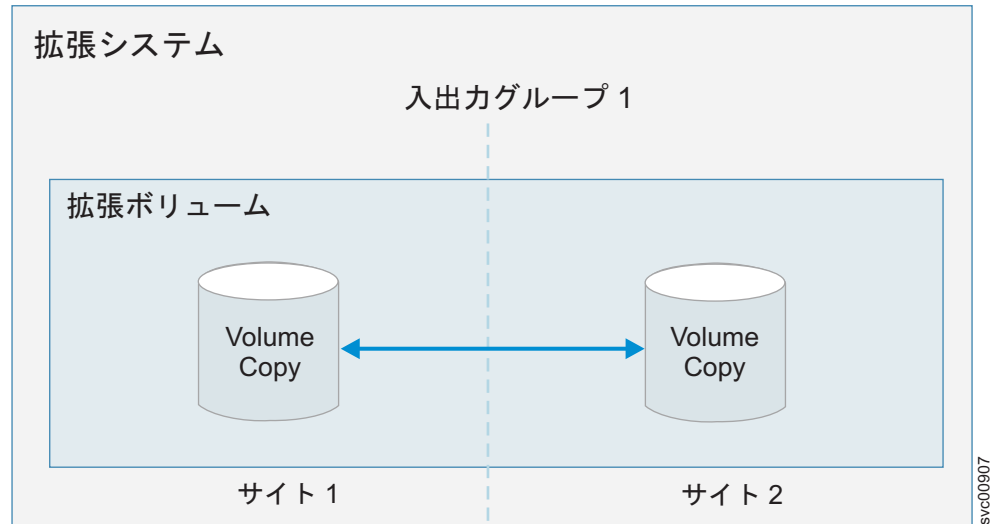 拡張システム
入出力グループ 1
拡張ボリューム
Volume
Copy
Volume
Copy
サイト 1
サイト 2
svc00907